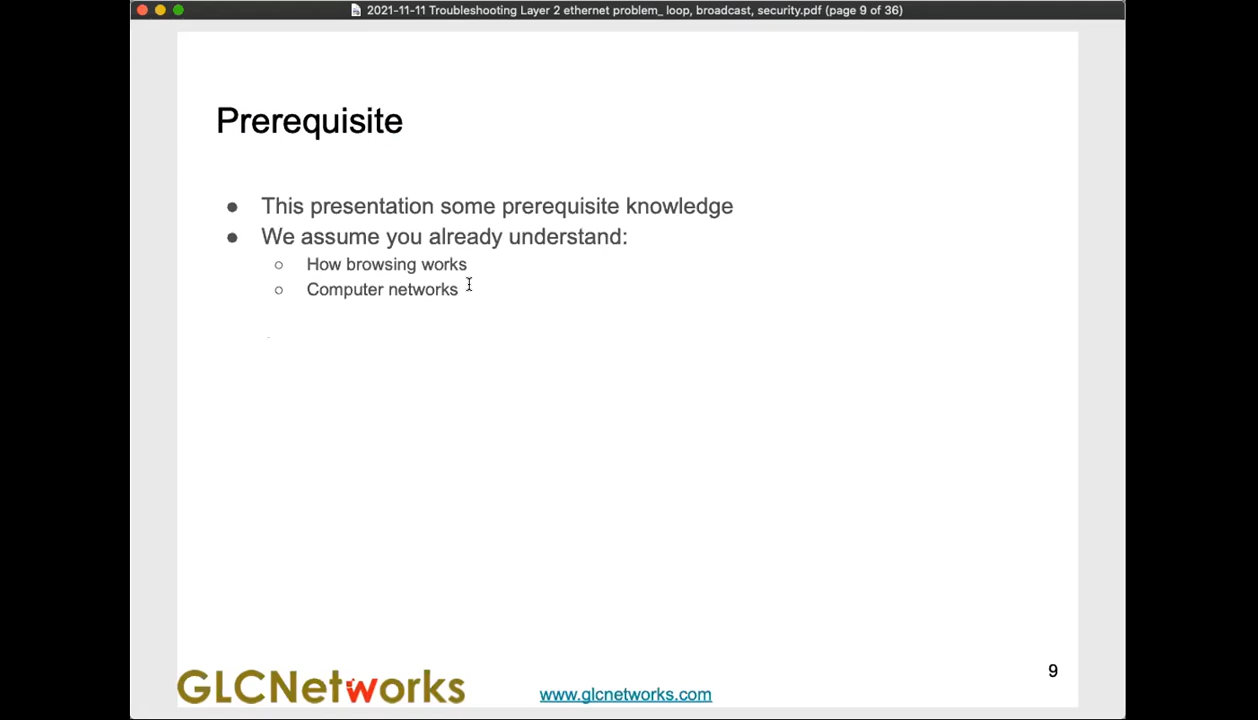 2021-11-11 Troubleshooting Layer 2 ethernet problem_ loop, broadcast, security.pdf (page 9 of 36)
Prerequisite
● This presentation some prerequisite knowledge
● We assume you already understand:
○ How browsing works
○ Computer networks
GLCNetworks
www.glcnetworks.com
9